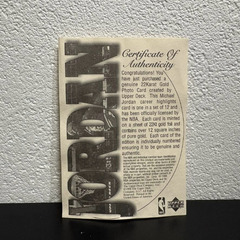 JORDAN
Certificate Of
Authenticity
Congratulations! You
have just purchased a
genuine 22Karat Gold
Photo Card created by
Upper Deck. This Michael
Jordan career highlights
card is one in a set of 12 and
has been officially licensed
by the NBA. Each card is minted
on a sheet of 22Kt gold foil and
contains over 12 square inches
of pure gold. Each card of the
edition is individually numbered
ensuring it is genuine and
authentic.